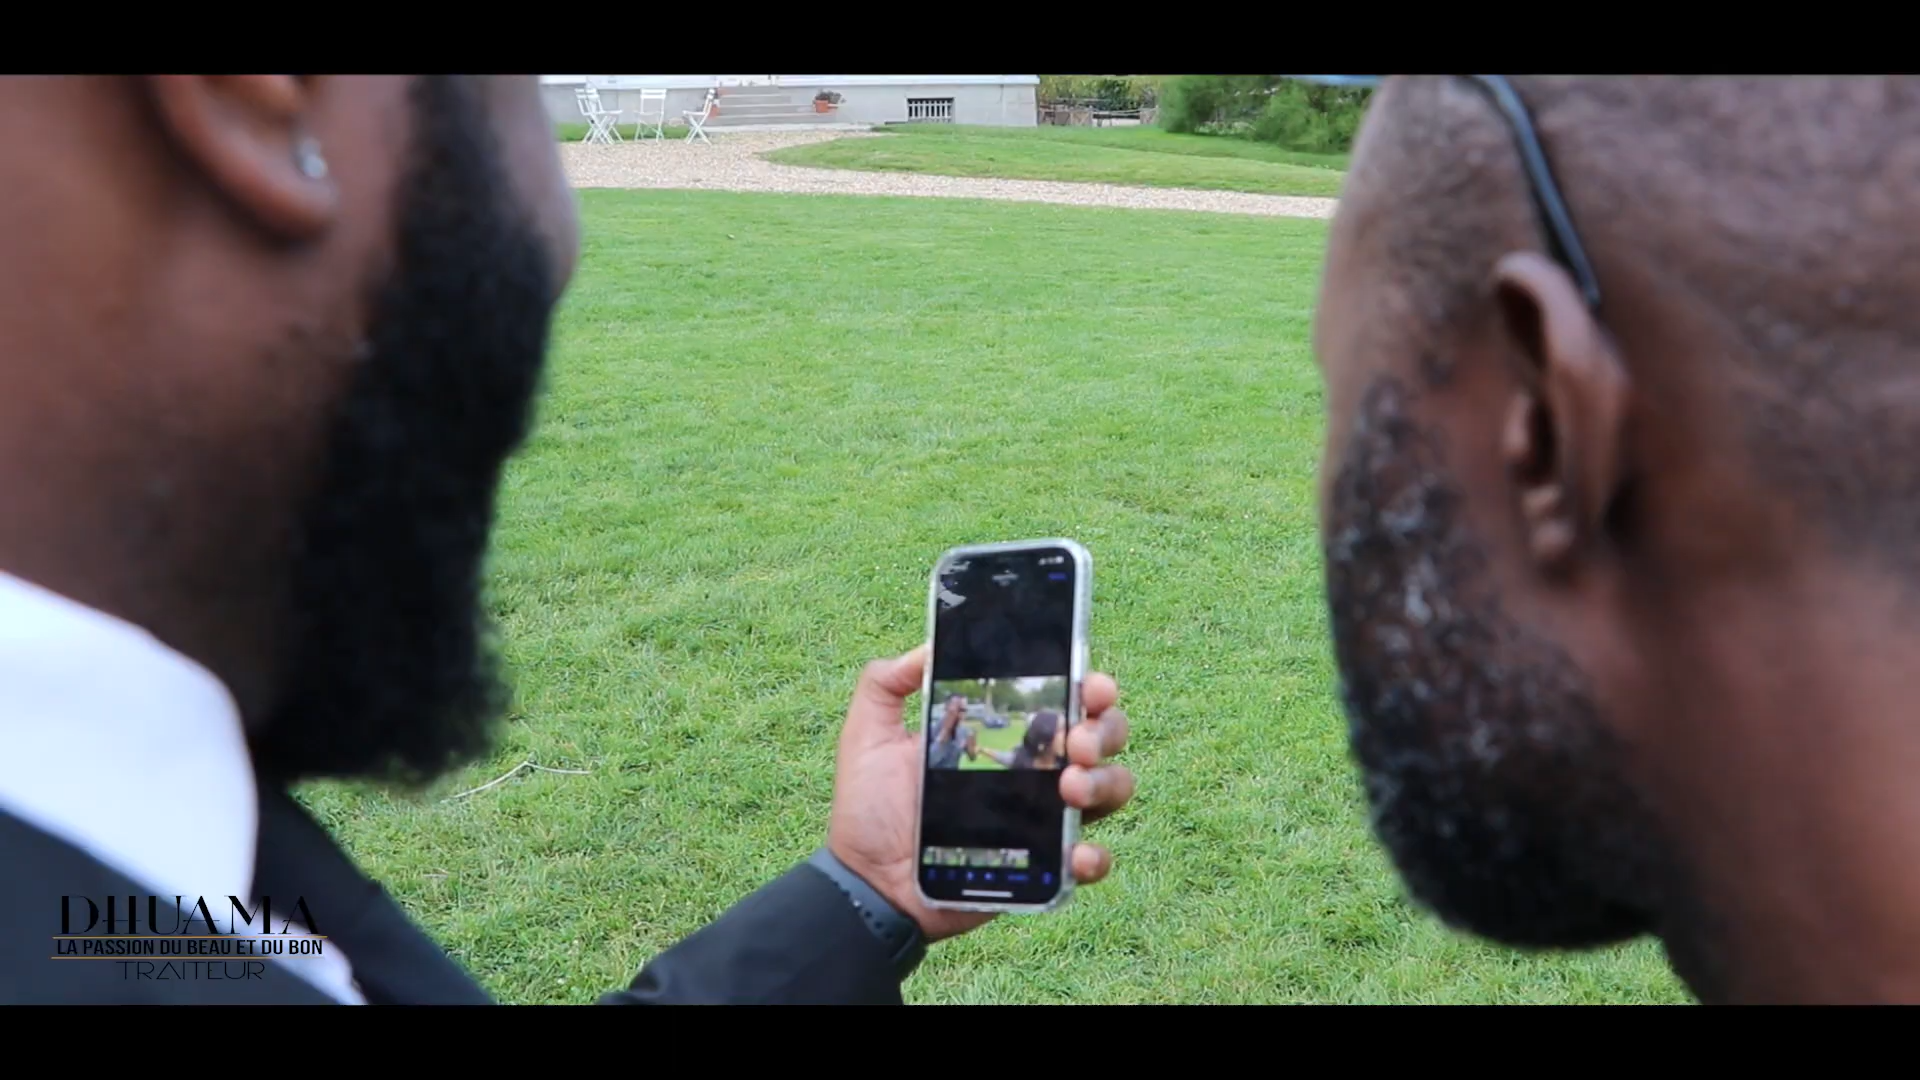 DHUAMA
LA PASSION DU BEAU ET DU BON
TRAITEUR